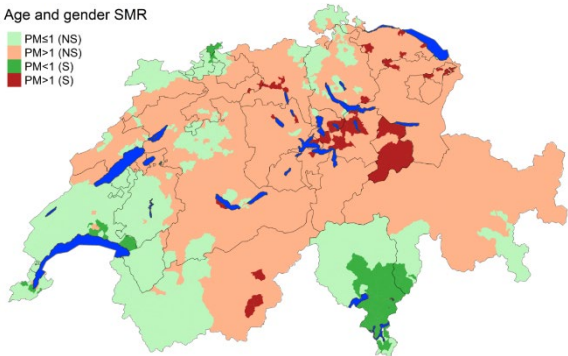 Age and gender SMR
PM≤1 (NS)
PM>1 (NS)
PM<1 (S)
PM>1 (S)